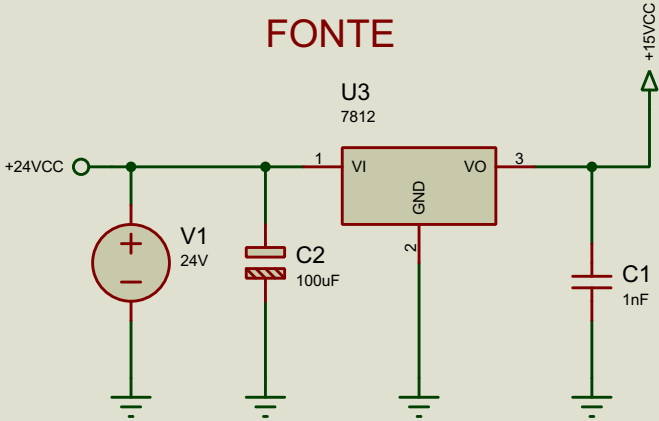 FONTE
+15VCC
U3
7812
+24VCC
1
VI
VO
3
GND
2
V1
24V
C2
100uF
C1
1nF